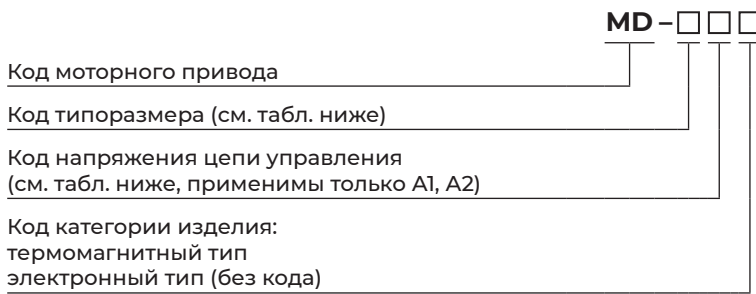 MD – □ □ □
Код моторного привода
Код типоразмера (см. табл. ниже)
Код напряжения цепи управления
(см. табл. ниже, применимы только A1, A2)
Код категории изделия:
термомагнитный тип
электронный тип (без кода)